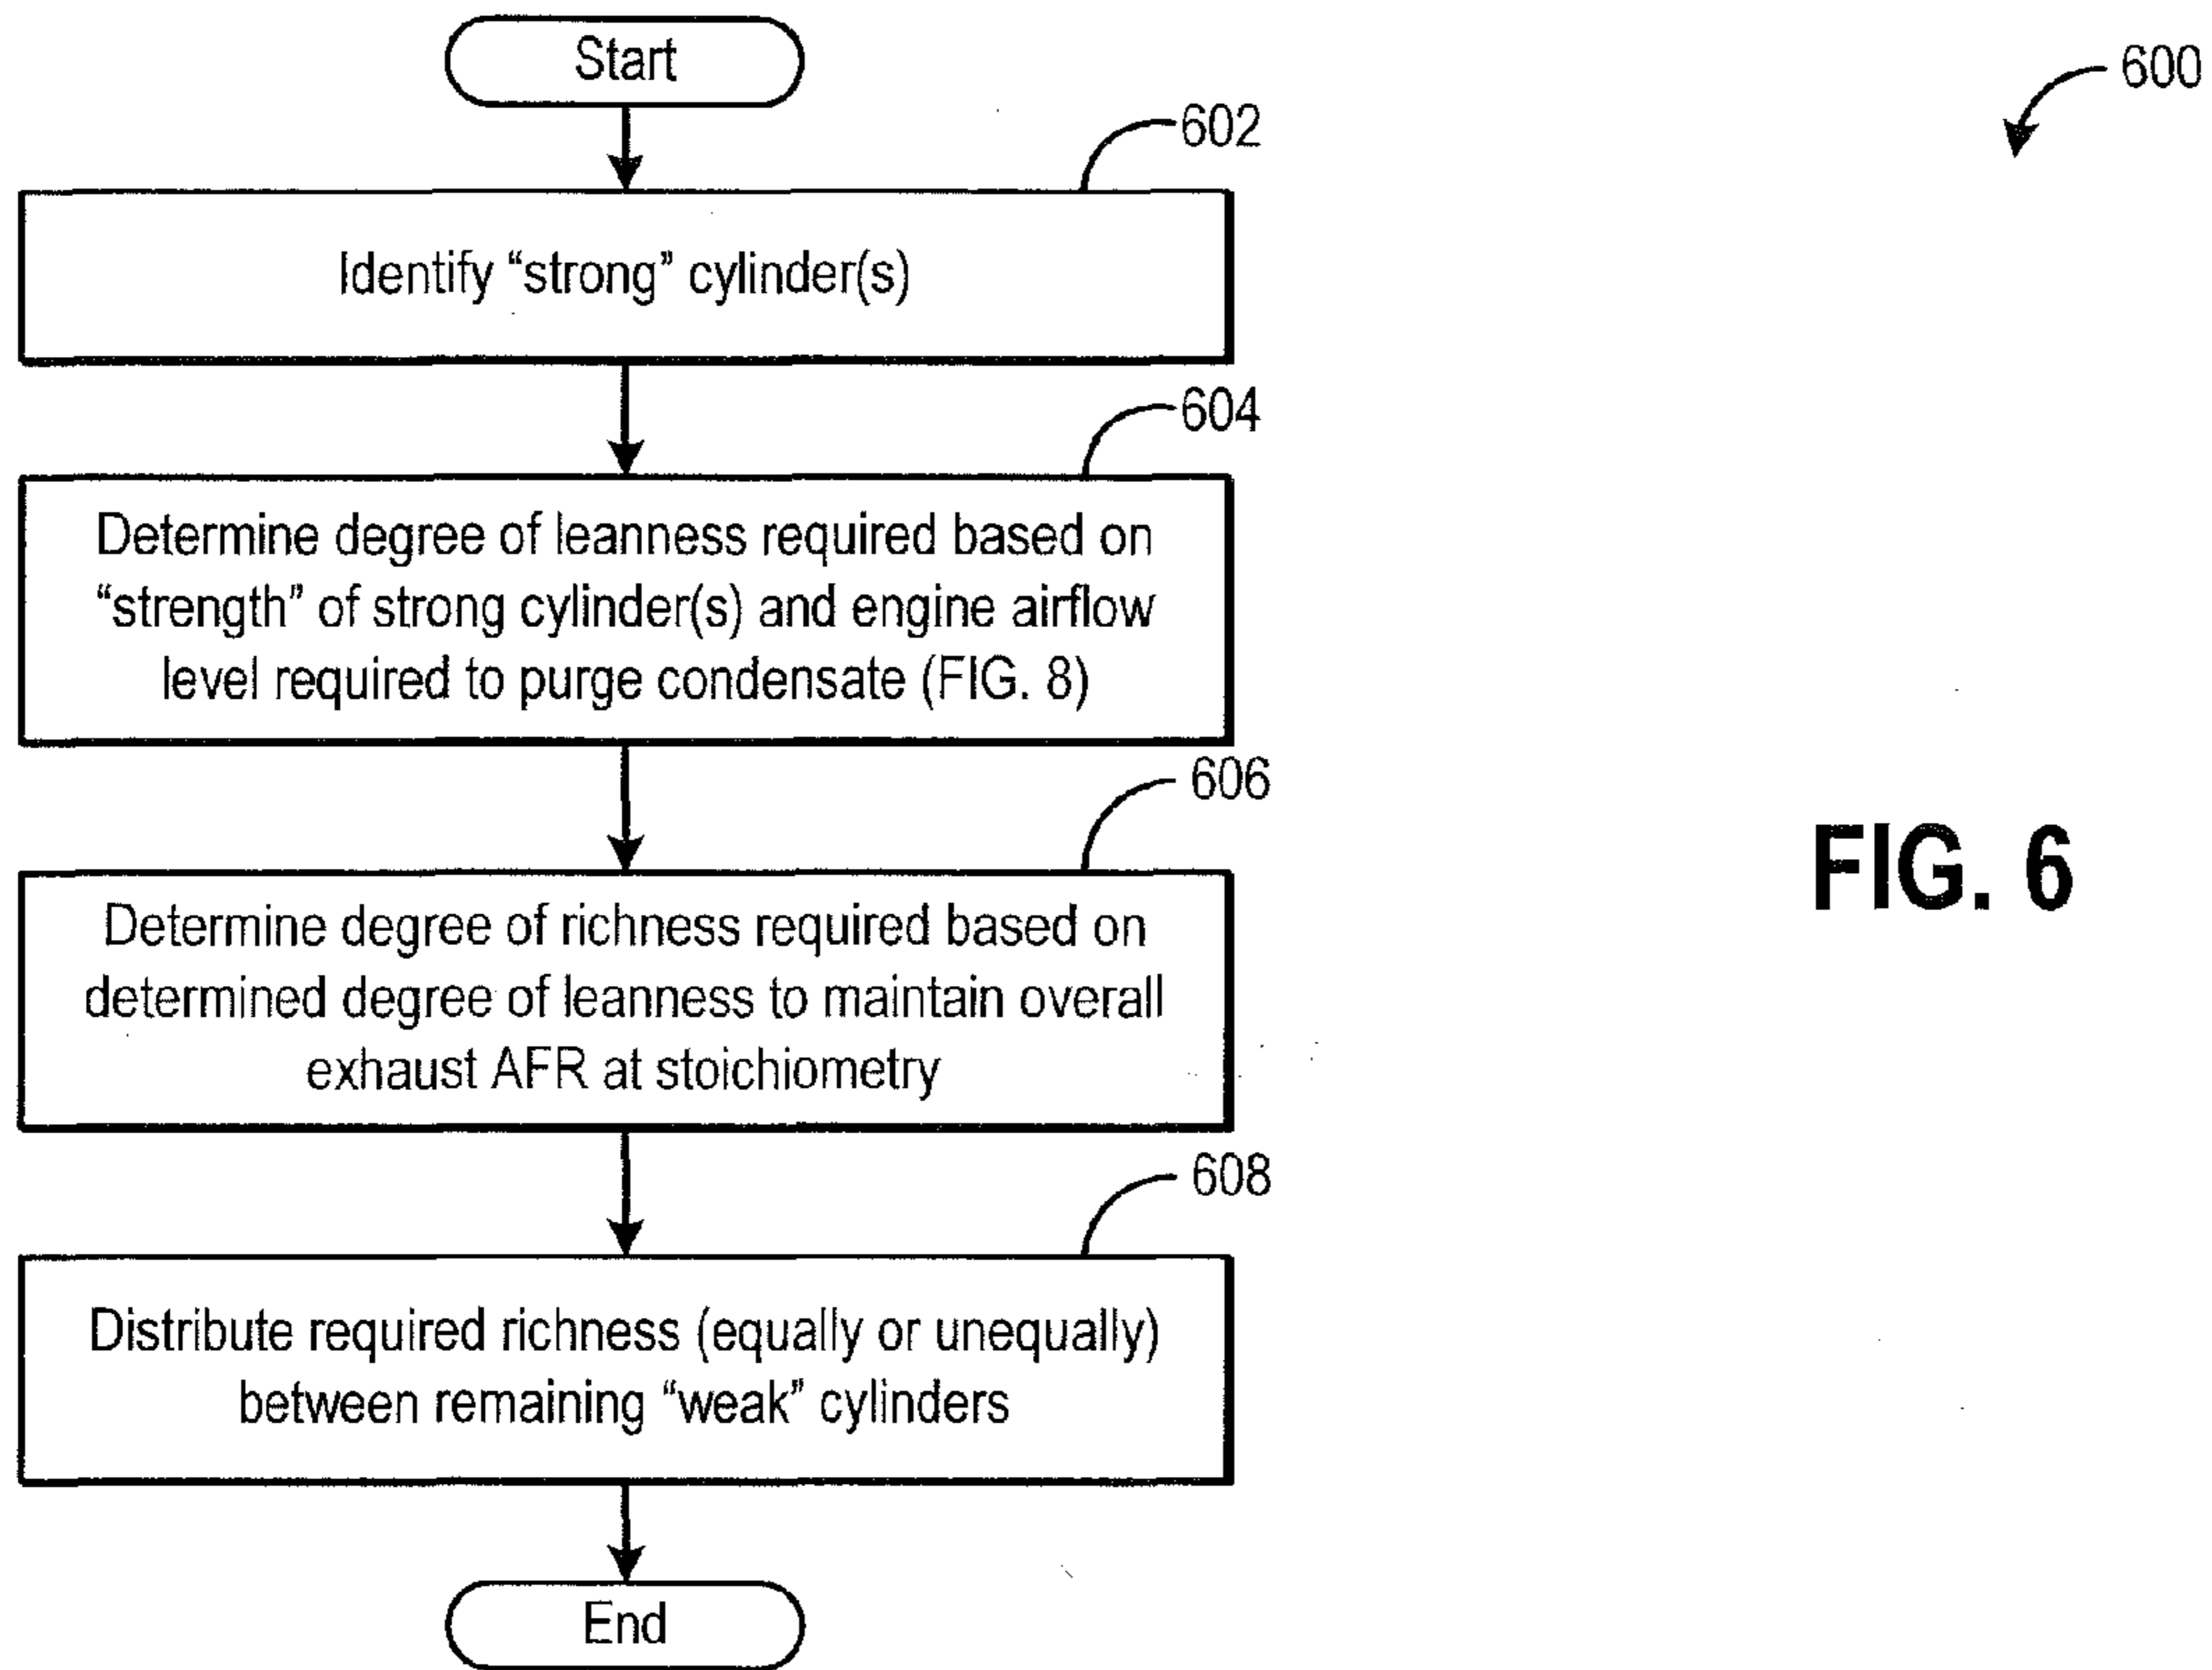 Start
600
602
Identify “strong” cylinder(s)
604
Determine degree of leanness required based on
“strength” of strong cylinder(s) and engine airflow
level required to purge condensate (FIG. 8)
606
Determine degree of richness required based on
determined degree of leanness to maintain overall
exhaust AFR at stoichiometry
FIG. 6
608
Distribute required richness (equally or unequally)
between remaining “weak” cylinders
End